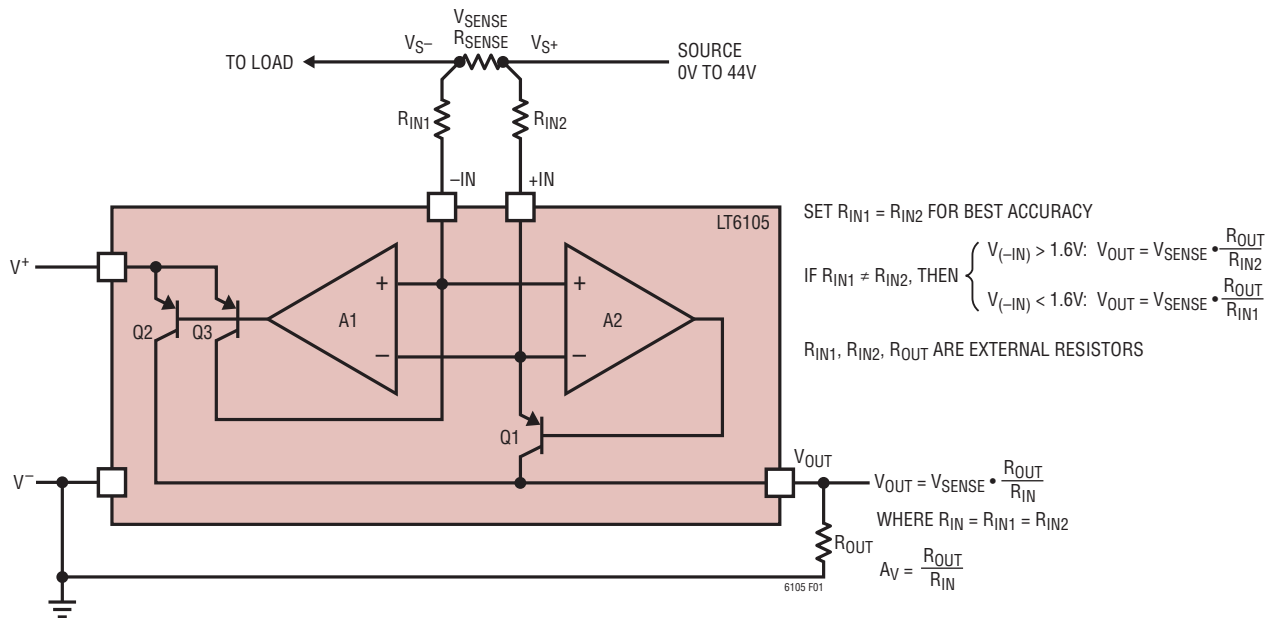 VSENSE
RSENSE
VS–
VS+
TO LOAD
SOURCE
0V TO 44V
RIN1
RIN2
–IN
+IN
LT6105
V+
Q2
Q3
A1
+
–
A2
+
–
Q1
V–
VOUT
ROUT
6105 F01
SET RIN1 = RIN2 FOR BEST ACCURACY
IF RIN1 ≠ RIN2, THEN
V(–IN) > 1.6V: VOUT = VSENSE • ROUT/RIN2
V(–IN) < 1.6V: VOUT = VSENSE • ROUT/RIN1
RIN1, RIN2, ROUT ARE EXTERNAL RESISTORS
VOUT = VSENSE • ROUT/RIN
WHERE RIN = RIN1 = RIN2
AV = ROUT/RIN